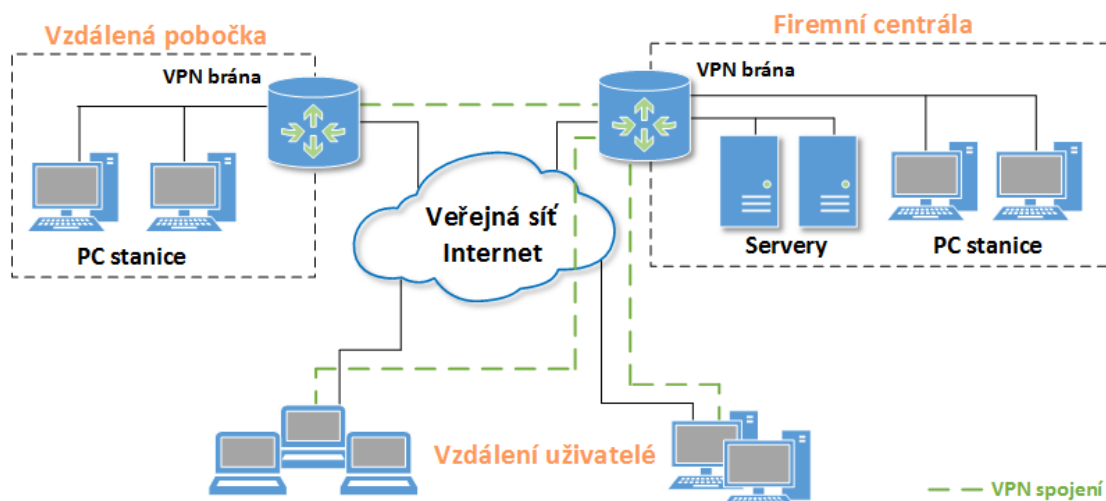 Vzdálená pobočka
Firemní centrála
VPN brána
VPN brána
PC stanice
Veřejná síť
Internet
Servery
PC stanice
Vzdálení uživatelé
VPN spojení